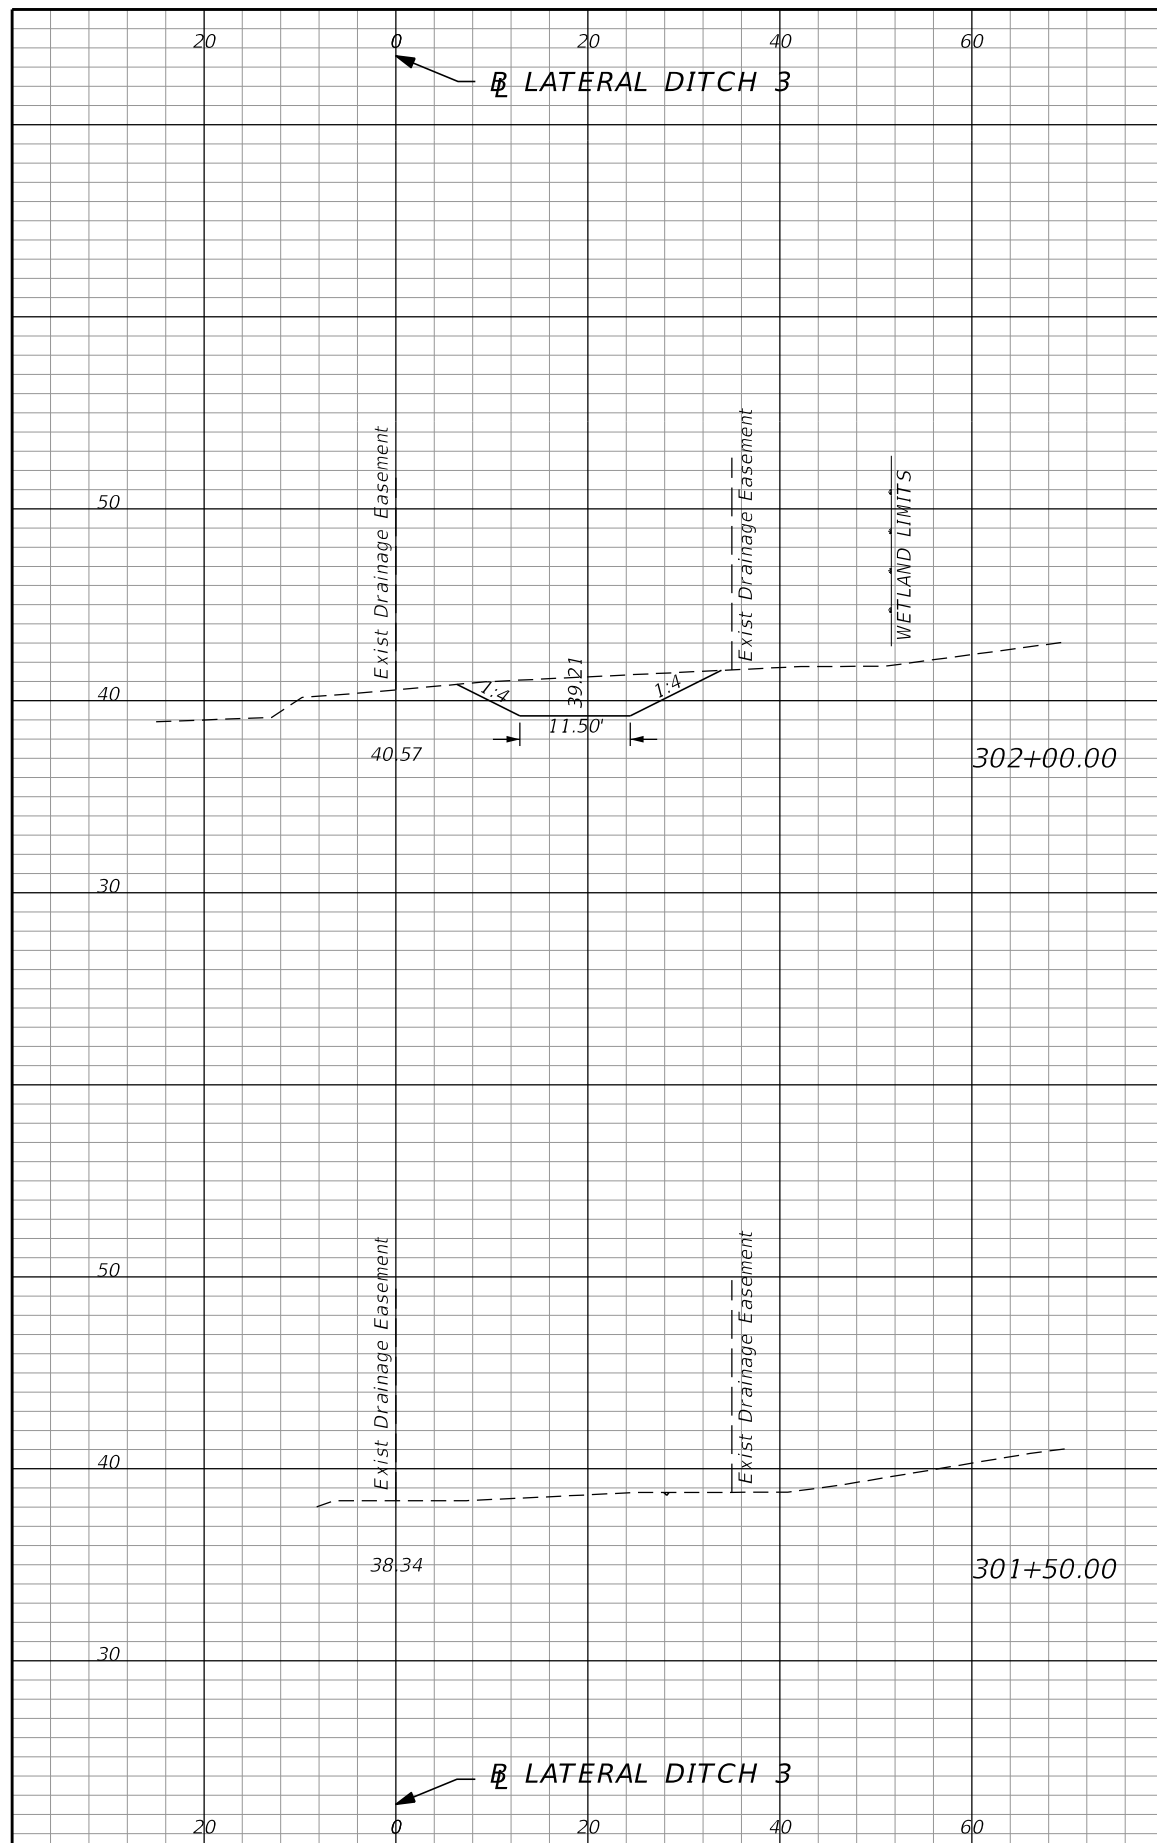 20 0 20 40 60
BL LATERAL DITCH 3
Exist Drainage Easement
Exist Drainage Easement
WETLAND LIMITS
50
40
1:4
39.21
1:4
11.50'
40.57
302+00.00
30
Exist Drainage Easement
Exist Drainage Easement
50
40
38.34
301+50.00
30
BL LATERAL DITCH 3
20 0 20 40 60